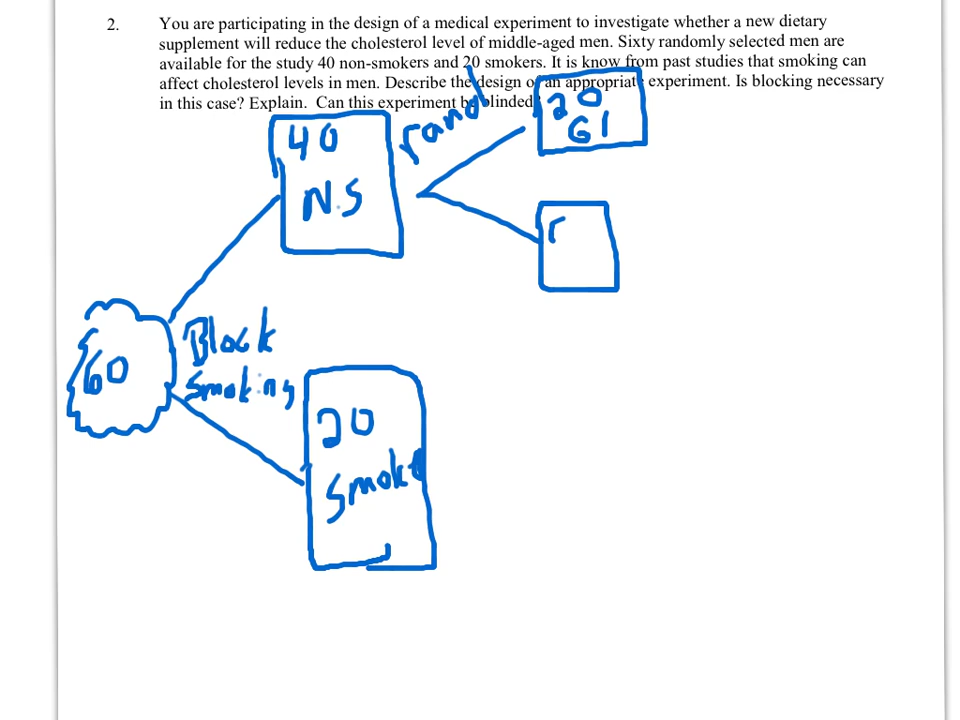 2. You are participating in the design of a medical experiment to investigate whether a new dietary
supplement will reduce the cholesterol level of middle-aged men. Sixty randomly selected men are
available for the study 40 non-smokers and 20 smokers. It is know from past studies that smoking can
affect cholesterol levels in men. Describe the design of an appropriate experiment. Is blocking necessary
in this case? Explain. Can this experiment be blinded?
40
N.S
rand
20
G1
60
Block
Smoking
20
Smoke